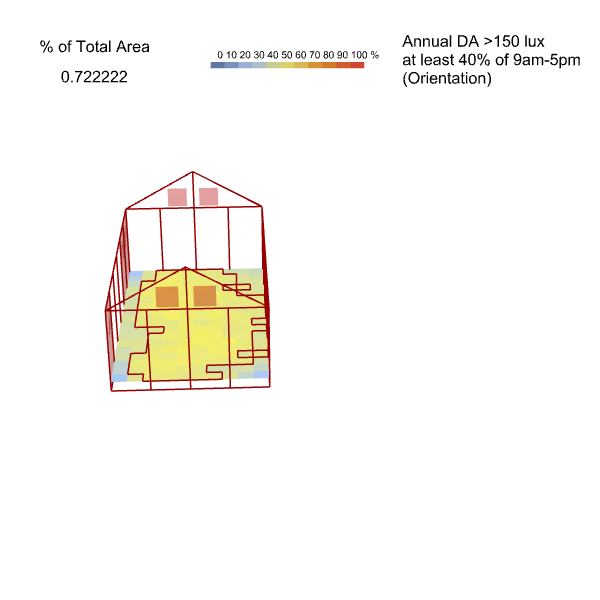 % of Total Area
0.722222
0 10 20 30 40 50 60 70 80 90 100 %
Annual DA >150 lux
at least 40% of 9am-5pm
(Orientation)